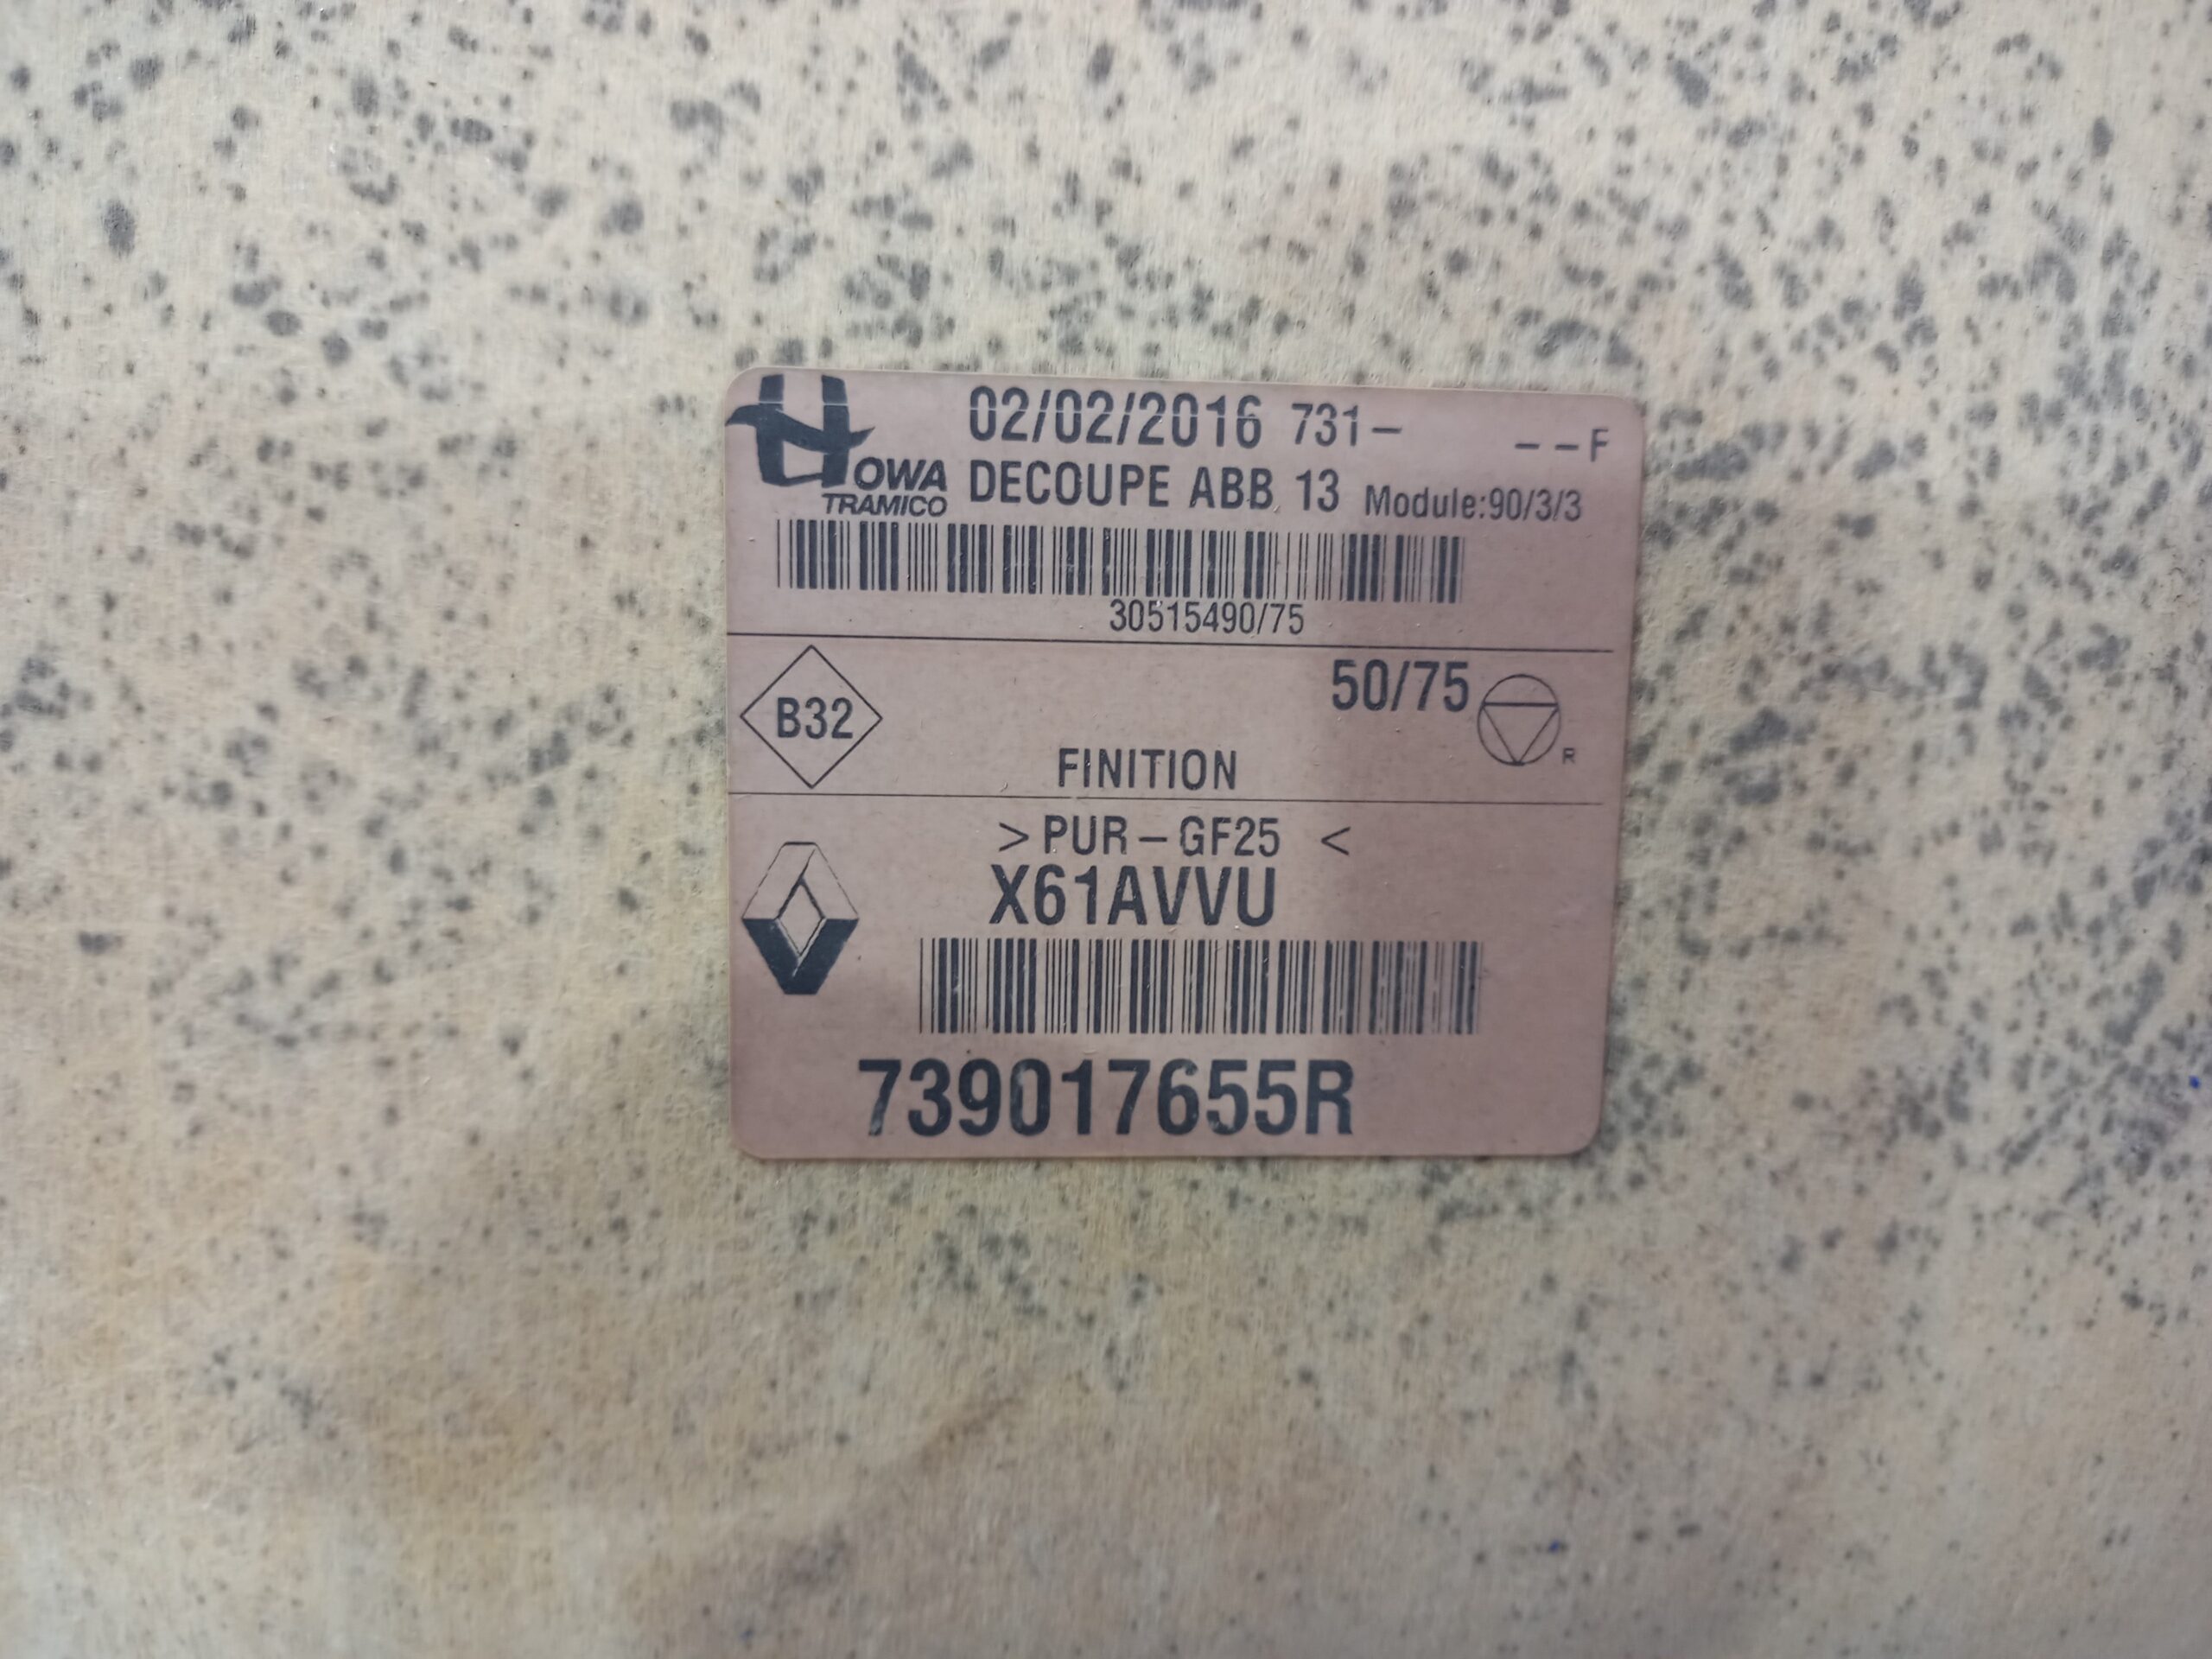 02/02/2016 731– ––F
HOWA
TRAMICO
DECOUPE ABB 13 Module:90/3/3
30515490/75
B32
50/75
R
FINITION
>PUR–GF25 <
X61AVVU
739017655R